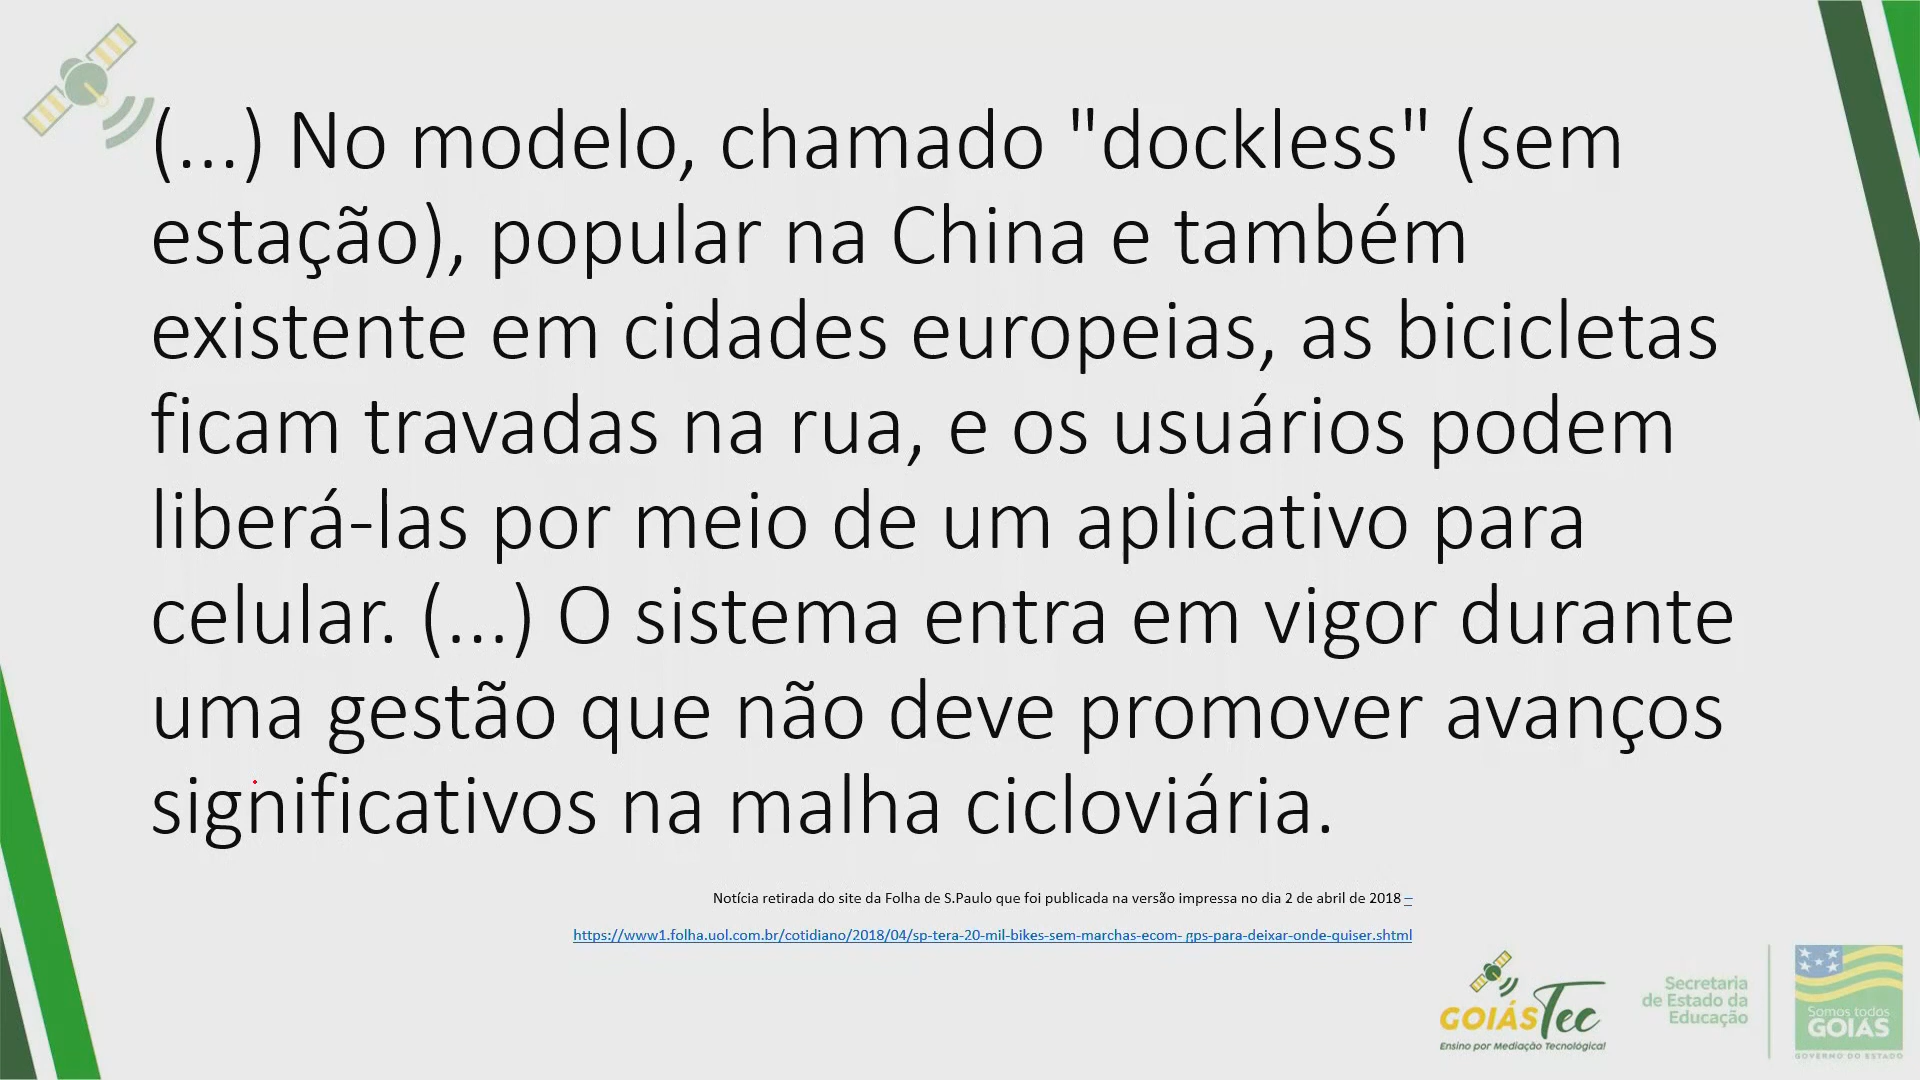 (...) No modelo, chamado "dockless" (sem
estação), popular na China e também
existente em cidades europeias, as bicicletas
ficam travadas na rua, e os usuários podem
liberá-las por meio de um aplicativo para
celular. (...) O sistema entra em vigor durante
uma gestão que não deve promover avanços
significativos na malha cicloviária.
Notícia retirada do site da Folha de S.Paulo que foi publicada na versão impressa no dia 2 de abril de 2018 –
https://www1.folha.uol.com.br/cotidiano/2018/04/sp-tera-20-mil-bikes-sem-marchas-ecom- gps-para-deixar-onde-quiser.shtml
GOIÁSTec
Ensino por Mediação Tecnológica!
Secretaria
de Estado da
Educação
Somos todos
GOIÁS
GOVERNO DO ESTADO